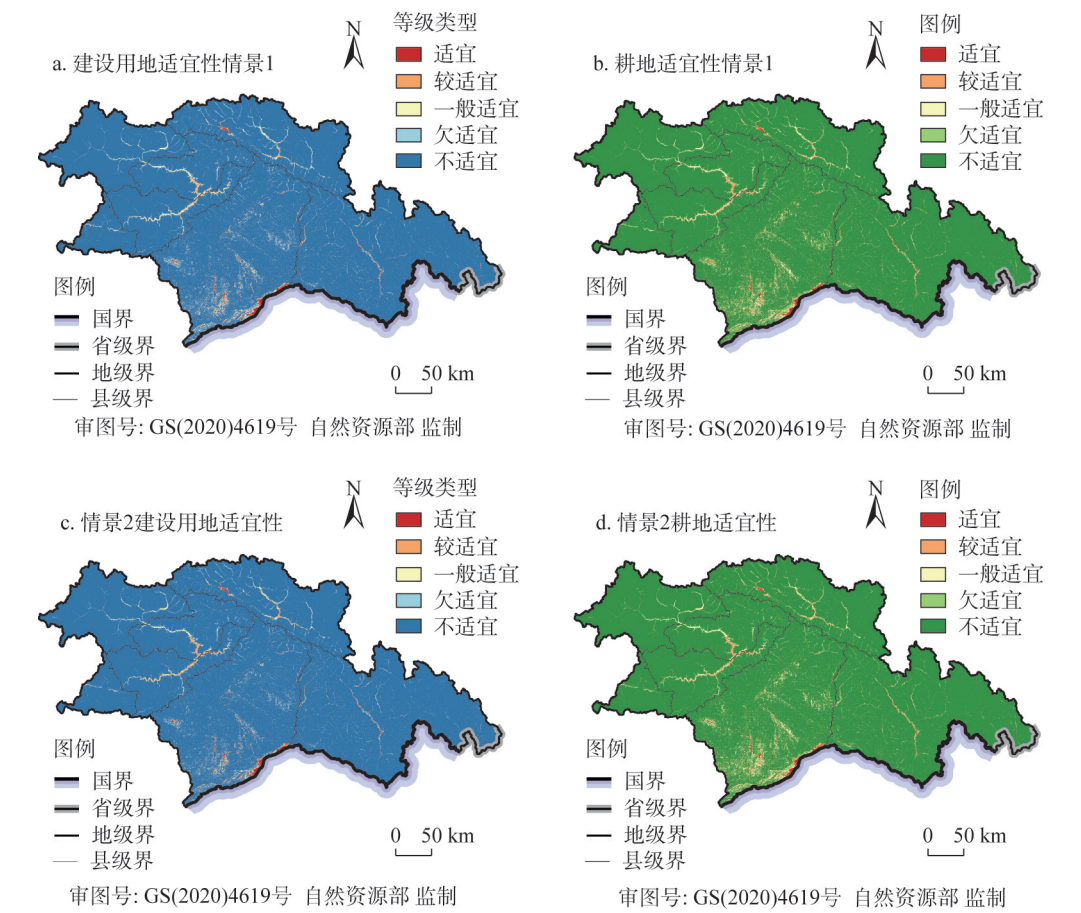 a. 建设用地适宜性情景1
N
等级类型
适宜
较适宜
一般适宜
欠适宜
不适宜
图例
国界
省级界
地级界
县级界
0 50 km
审图号: GS(2020)4619号 自然资源部 监制
b. 耕地适宜性情景1
N
图例
适宜
较适宜
一般适宜
欠适宜
不适宜
图例
国界
省级界
地级界
县级界
0 50 km
审图号: GS(2020)4619号 自然资源部 监制
c. 情景2建设用地适宜性
N
等级类型
适宜
较适宜
一般适宜
欠适宜
不适宜
图例
国界
省级界
地级界
县级界
0 50 km
审图号: GS(2020)4619号 自然资源部 监制
d. 情景2耕地适宜性
N
图例
适宜
较适宜
一般适宜
欠适宜
不适宜
图例
国界
省级界
地级界
县级界
0 50 km
审图号: GS(2020)4619号 自然资源部 监制